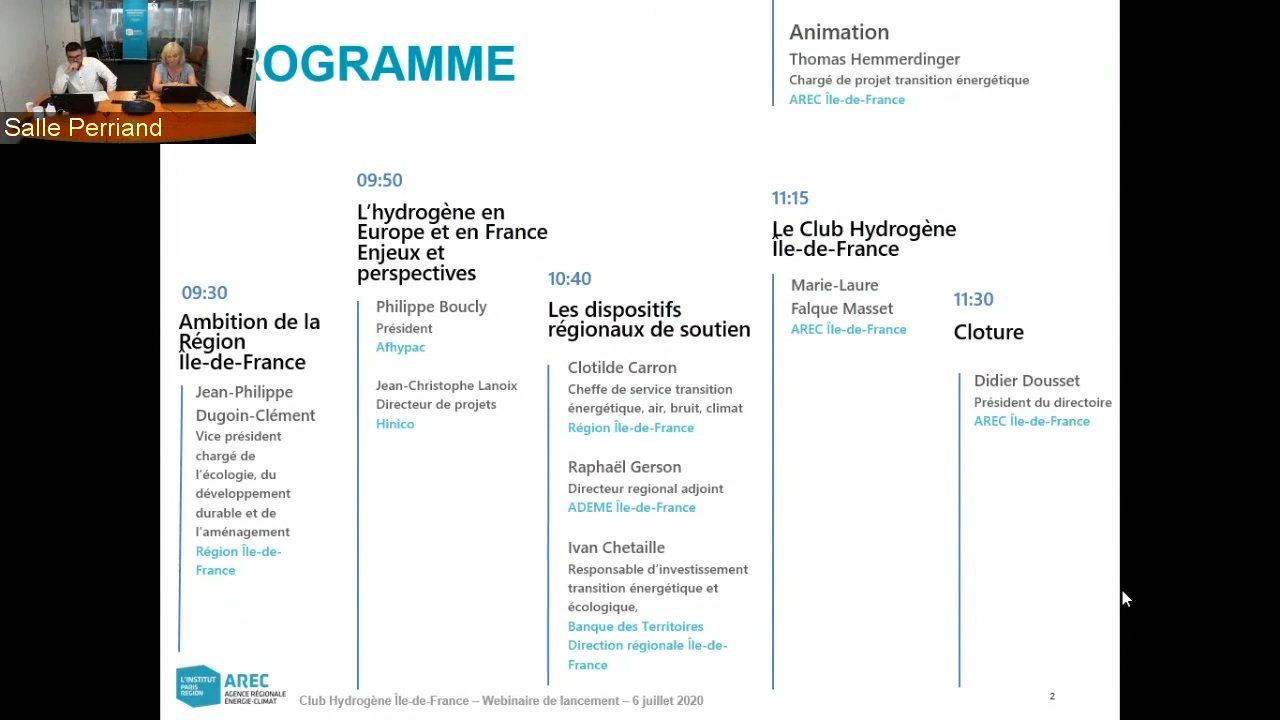 Salle Perriand
ROGRAMME
Animation
Thomas Hemmerdinger
Chargé de projet transition énergétique
AREC Île-de-France
09:30
Ambition de la
Région
Île-de-France
Jean-Philippe
Dugoin-Clément
Vice président
chargé de
l'écologie, du
développement
durable et de
l'aménagement
Région Île-de-
France
09:50
L'hydrogène en
Europe et en France
Enjeux et
perspectives
Philippe Boucly
Président
Afhypac
Jean-Christophe Lanoix
Directeur de projets
Hinico
10:40
Les dispositifs
régionaux de soutien
Clotilde Carron
Cheffe de service transition
énergétique, air, bruit, climat
Région Île-de-France
Raphaël Gerson
Directeur regional adjoint
ADEME Île-de-France
Ivan Chetaille
Responsable d'investissement
transition énergétique et
écologique,
Banque des Territoires
Direction régionale Île-de-
France
11:15
Le Club Hydrogène
Île-de-France
Marie-Laure
Falque Masset
AREC Île-de-France
11:30
Cloture
Didier Dousset
Président du directoire
AREC Île-de-France
L'INSTITUT
PARIS
REGION
AREC
AGENCE RÉGIONALE
ÉNERGIE-CLIMAT
Club Hydrogène Île-de-France – Webinaire de lancement – 6 juillet 2020
2